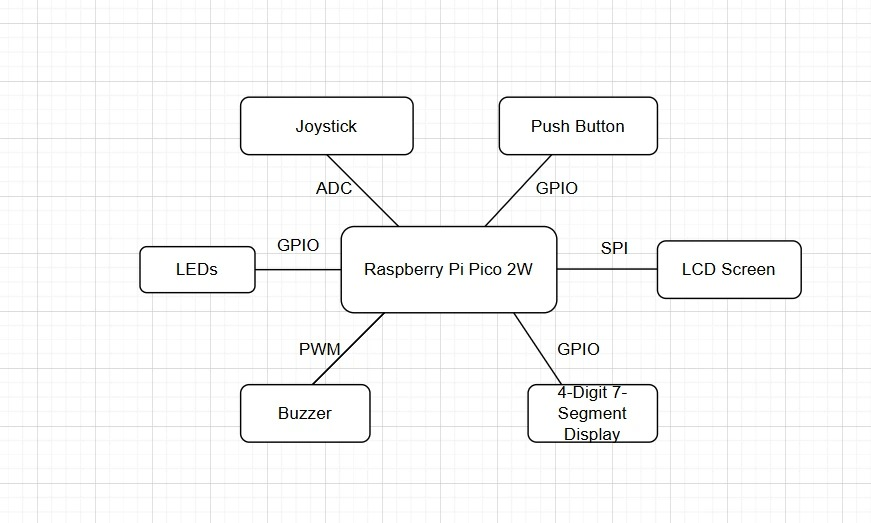 Joystick
Push Button
ADC
GPIO
GPIO
SPI
LEDs
Raspberry Pi Pico 2W
LCD Screen
PWM
GPIO
Buzzer
4-Digit 7-
Segment
Display